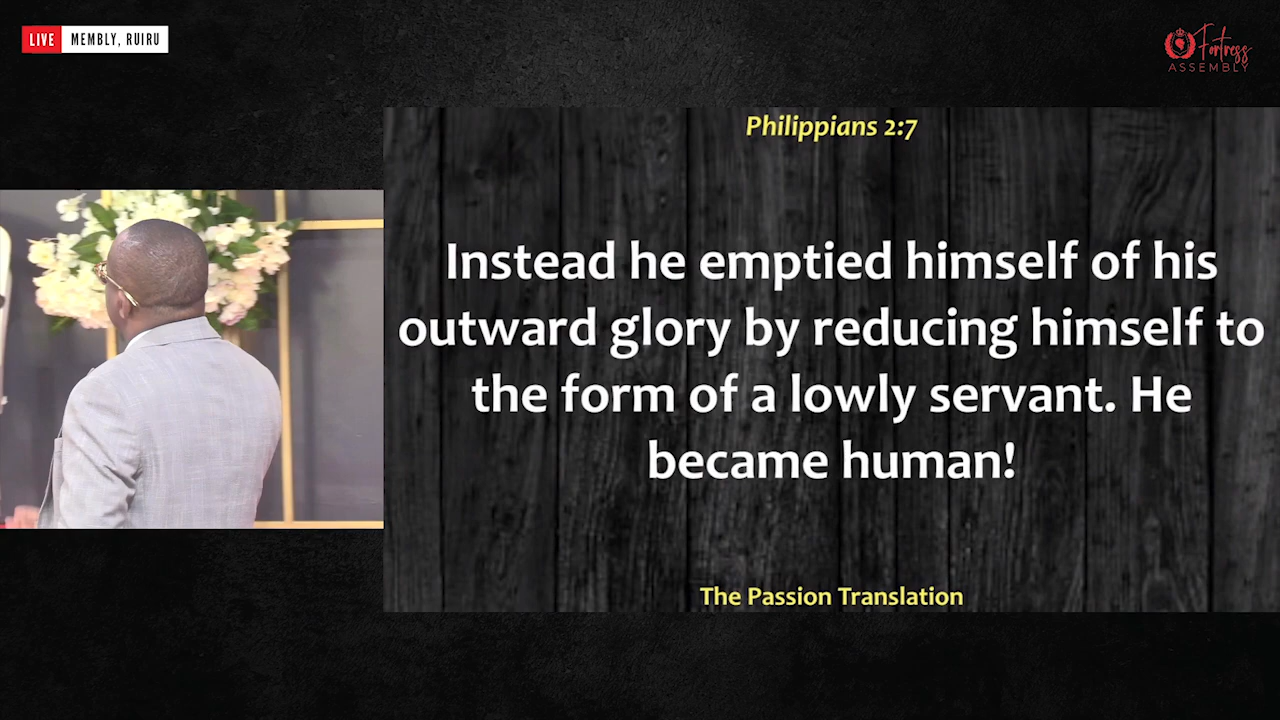 LIVE MEMBLY, RUIRU
Fortress
ASSEMBLY
Philippians 2:7
Instead he emptied himself of his
outward glory by reducing himself to
the form of a lowly servant. He
became human!
The Passion Translation